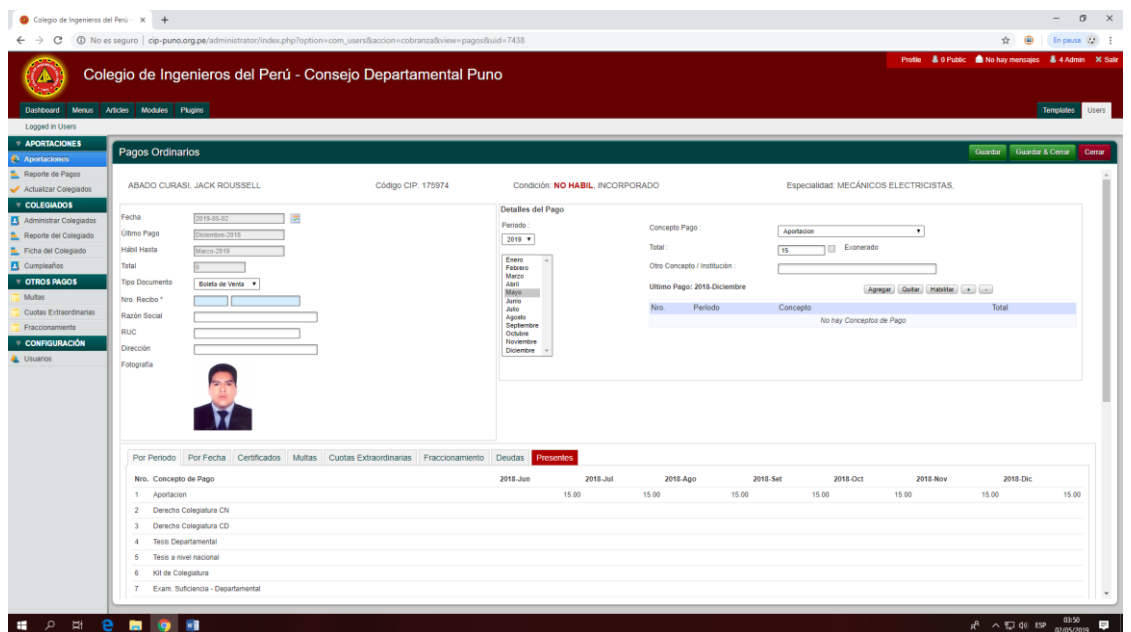 Colegio de Ingenieros del Perú - × +
No es seguro | cip-puno.org.pe/administrator/index.php?option=com_users&accion=cobranza&view=pagos&uid=7438 En pausa
Colegio de Ingenieros del Perú - Consejo Departamental Puno
Profile 0 Public No hay mensajes 4 Admin X Salir
Dashboard Menus Articles Modules Plugins Templates Users
Logged in Users
APORTACIONES
Aportaciones
Reporte de Pagos
Actualizar Colegiados
COLEGIADOS
Administrar Colegiados
Reporte del Colegiado
Ficha del Colegiado
Cumpleaños
OTROS PAGOS
Multas
Cuotas Extraordinarias
Fraccionamiento
CONFIGURACIÓN
Usuarios
Pagos Ordinarios Guardar Guardar & Cerrar Cerrar
ABADO CURASI, JACK ROUSSELL Código CIP: 175974 Condición: NO HABIL, INCORPORADO Especialidad: MECÁNICOS ELECTRICISTAS,
Fecha 2019-05-02
Último Pago Diciembre-2018
Hábil Hasta Marzo-2019
Total 0
Tipo Documento Boleta de Venta
Nro. Recibo *
Razón Social
RUC
Dirección
Fotografía
Detalles del Pago
Periodo :
2019
Enero
Febrero
Marzo
Abril
Mayo
Junio
Julio
Agosto
Septiembre
Octubre
Noviembre
Diciembre
Concepto Pago : Aportacion
Total : 15 Exonerado
Otro Concepto / Institución :
Ultimo Pago: 2018-Diciembre Agregar Quitar Habilitar + -
Nro. Periodo Concepto Total
No hay Conceptos de Pago
Por Periodo Por Fecha Certificados Multas Cuotas Extraordinarias Fraccionamiento Deudas Presentes
Nro. Concepto de Pago 2018-Jun 2018-Jul 2018-Ago 2018-Set 2018-Oct 2018-Nov 2018-Dic
1 Aportacion 15.00 15.00 15.00 15.00 15.00 15.00 15.00
2 Derecho Colegiatura CN
3 Derecho Colegiatura CD
4 Tesis Departamental
5 Tesis a nivel nacional
6 Kit de Colegiatura
7 Exam. Suficiencia - Departamental
ESP 03:50
02/05/2019